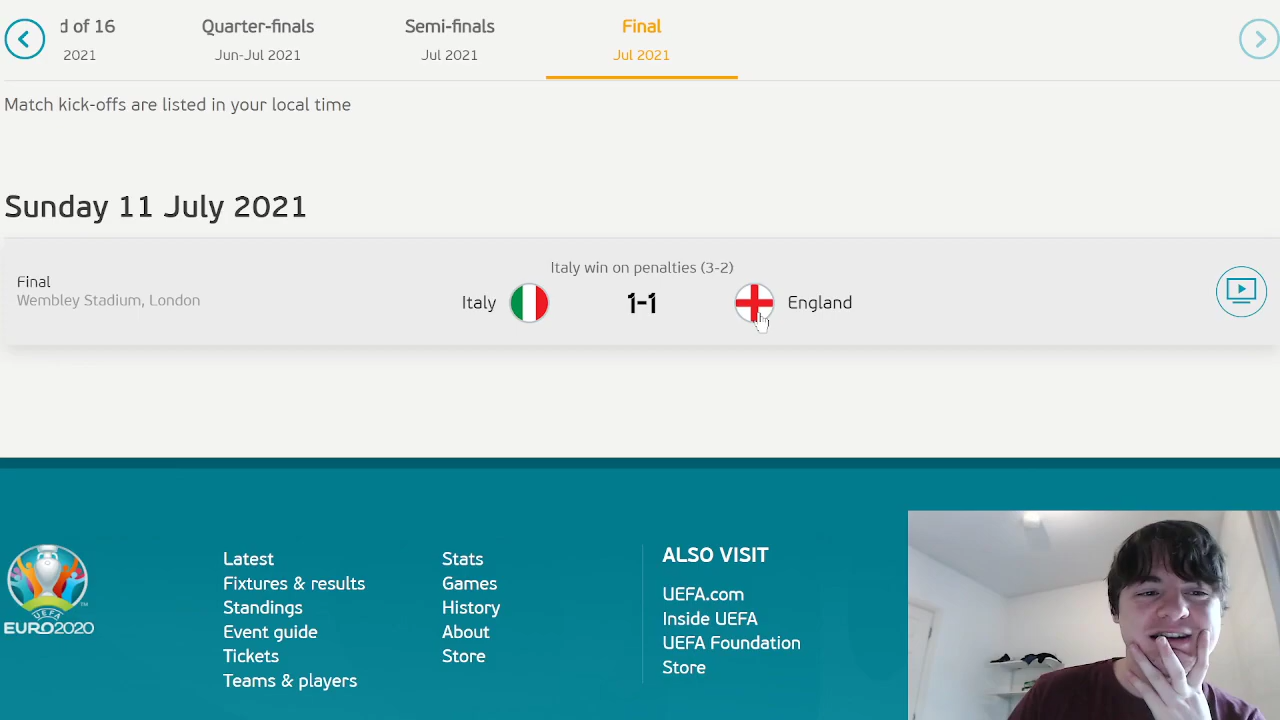 d of 16
2021
Quarter-finals
Jun-Jul 2021
Semi-finals
Jul 2021
Final
Jul 2021
Match kick-offs are listed in your local time
Sunday 11 July 2021
Final
Wembley Stadium, London
Italy win on penalties (3-2)
Italy 1-1 England
UEFA
EURO2020
Latest
Fixtures & results
Standings
Event guide
Tickets
Teams & players
Stats
Games
History
About
Store
ALSO VISIT
UEFA.com
Inside UEFA
UEFA Foundation
Store